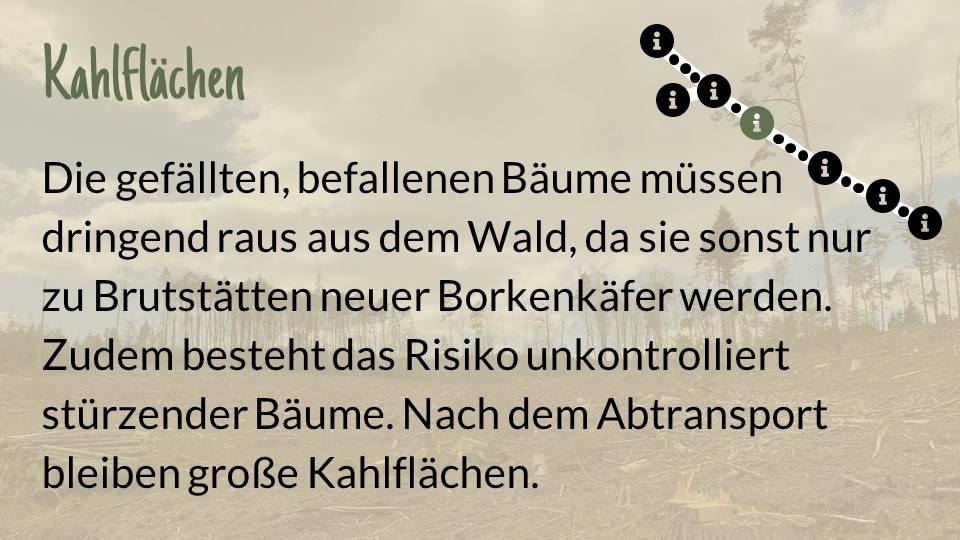 Kahlflächen
Die gefällten, befallenen Bäume müssen
dringend raus aus dem Wald, da sie sonst nur
zu Brutstätten neuer Borkenkäfer werden.
Zudem besteht das Risiko unkontrolliert
stürzender Bäume. Nach dem Abtransport
bleiben große Kahlflächen.